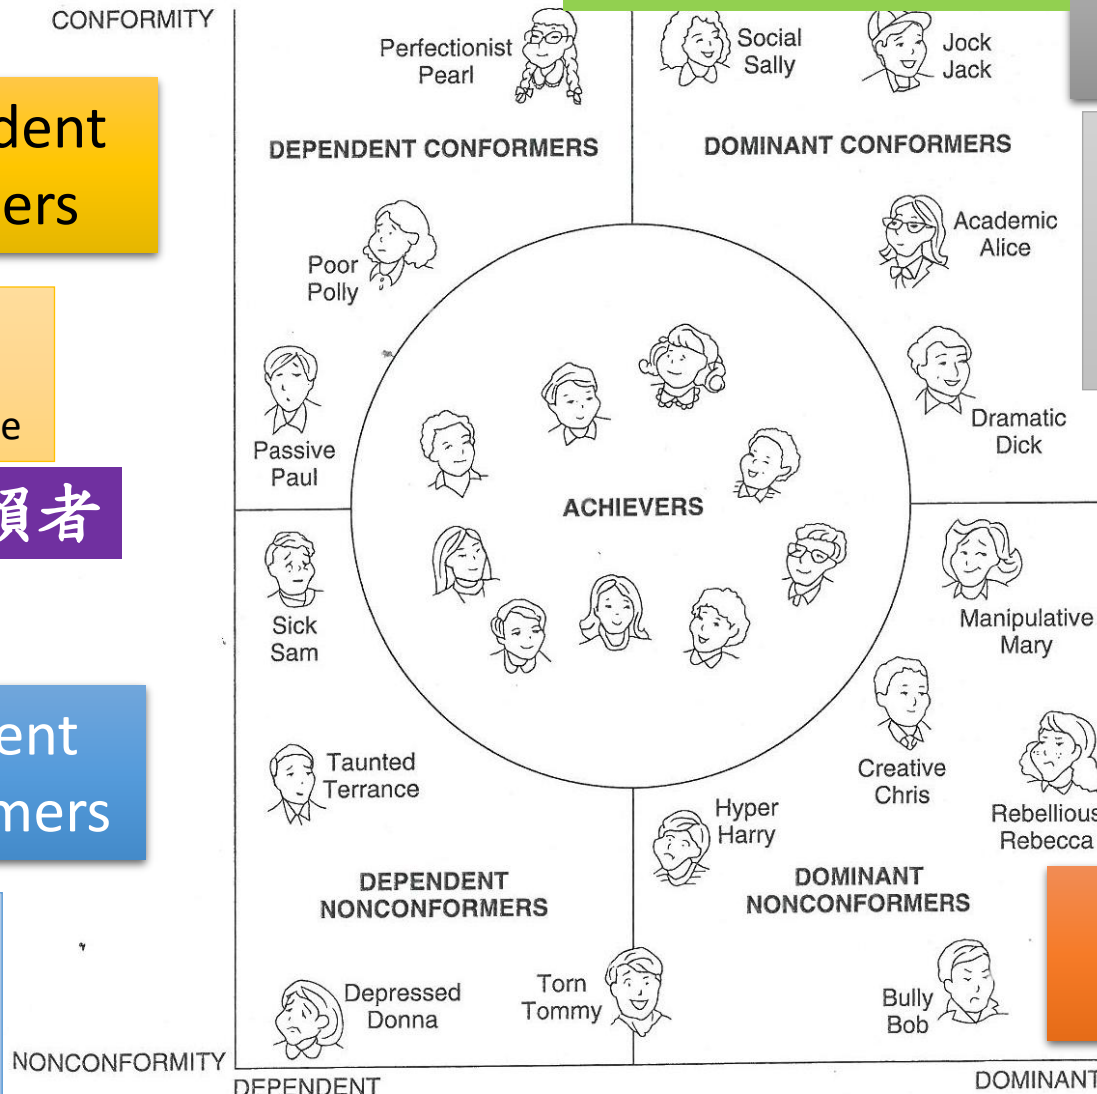 CONFORMITY
Perfectionist
Pearl
Social
Sally
Jock
Jack
dent
ers
DEPENDENT CONFORMERS
DOMINANT CONFORMERS
Academic
Alice
Poor
Polly
e
Passive
Paul
Dramatic
Dick
ACHIEVERS
賴者
Sick
Sam
Manipulative
Mary
ent
mers
Taunted
Terrance
Creative
Chris
Hyper
Harry
Rebellious
Rebecca
DEPENDENT
NONCONFORMERS
DOMINANT
NONCONFORMERS
Depressed
Donna
Torn
Tommy
Bully
Bob
NONCONFORMITY
DEPENDENT
DOMINANT